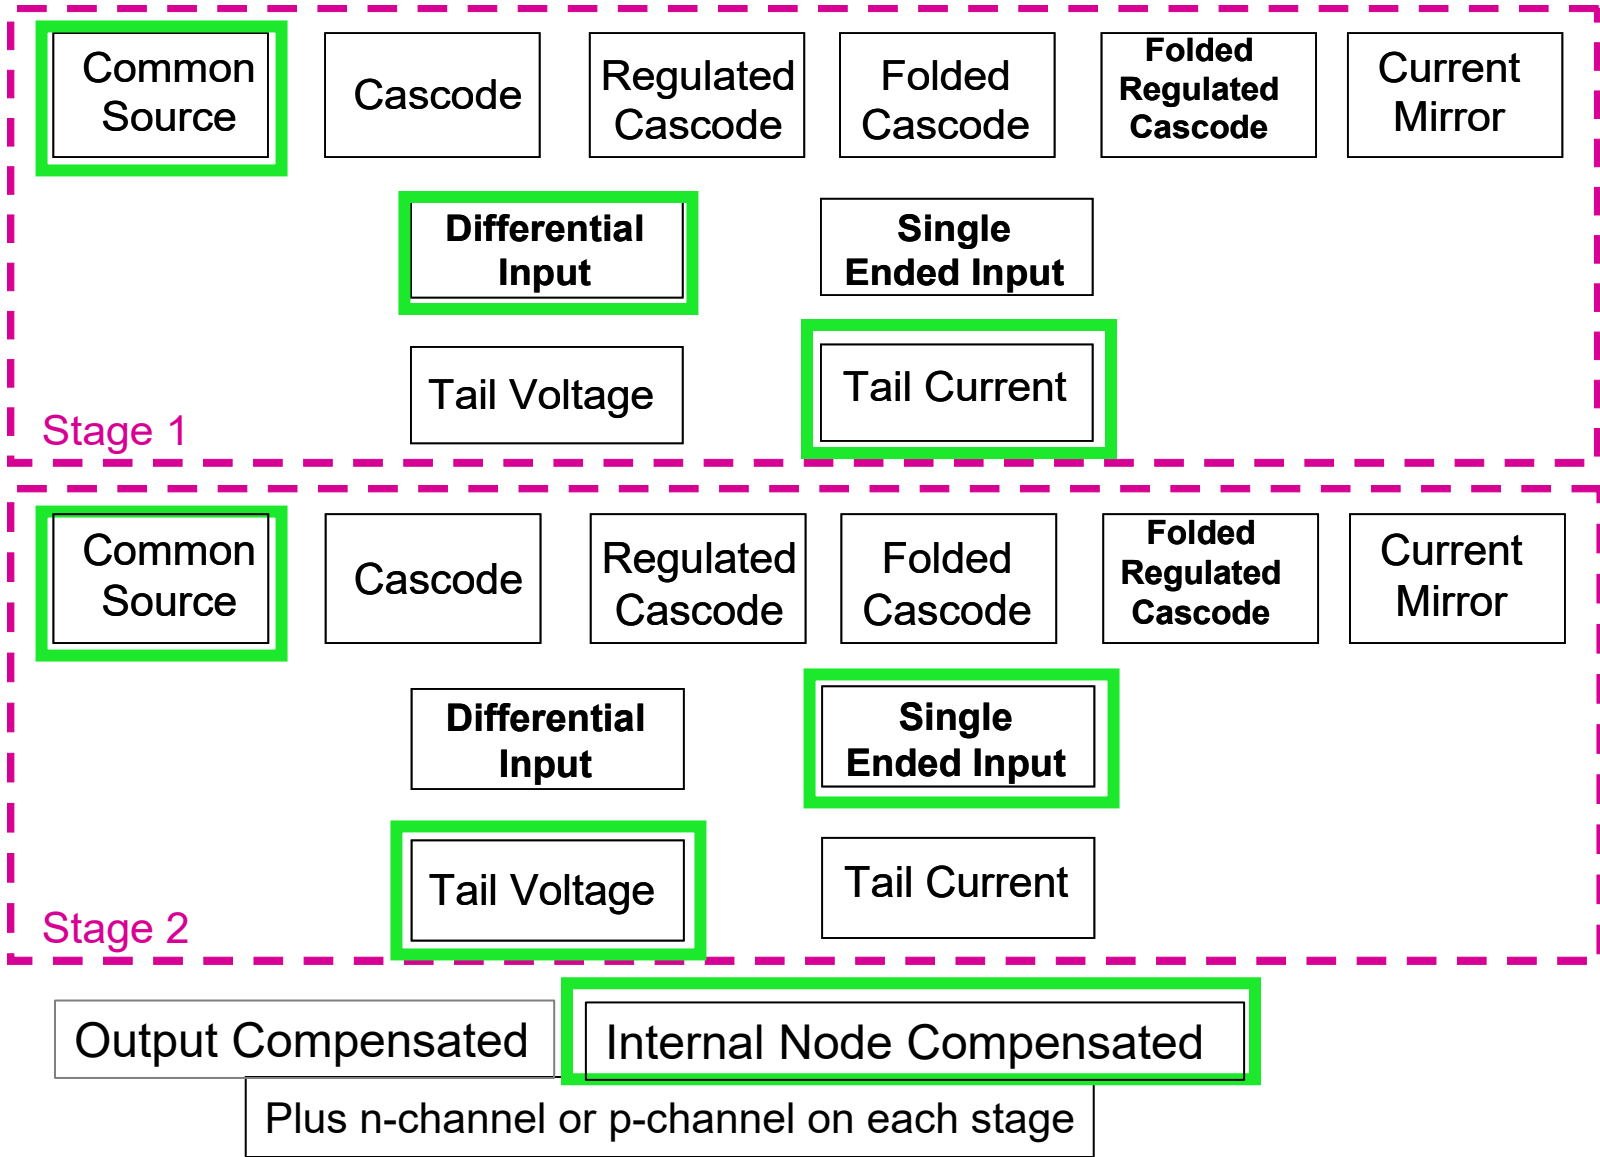 Common
Source
Cascode
Regulated
Cascode
Folded
Cascode
Folded
Regulated
Cascode
Current
Mirror
Differential
Input
Single
Ended Input
Tail Voltage
Tail Current
Stage 1
Common
Source
Cascode
Regulated
Cascode
Folded
Cascode
Folded
Regulated
Cascode
Current
Mirror
Differential
Input
Single
Ended Input
Tail Voltage
Tail Current
Stage 2
Output Compensated
Internal Node Compensated
Plus n-channel or p-channel on each stage